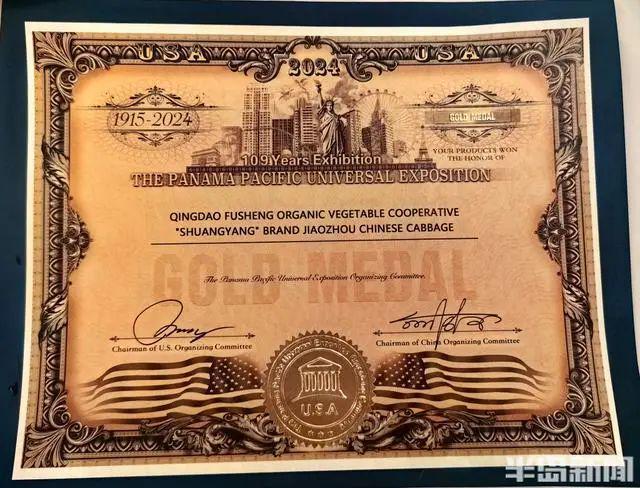 USA
2024
USA
1915-2024
GOLD MEDAL
YOUR PRODUCTS WON
THE HONOR OF
109 Years Exhibition
THE PANAMA PACIFIC UNIVERSAL EXPOSITION
QINGDAO FUSHENG ORGANIC VEGETABLE COOPERATIVE
"SHUANGYANG" BRAND JIAOZHOU CHINESE CABBAGE
GOLD MEDAL
The Panama Pacific Universal Exposition Organizing Committee.
Chairman of U.S. Organizing Committee
Chairman of China Organizing Committee
U.S.A
半岛新闻